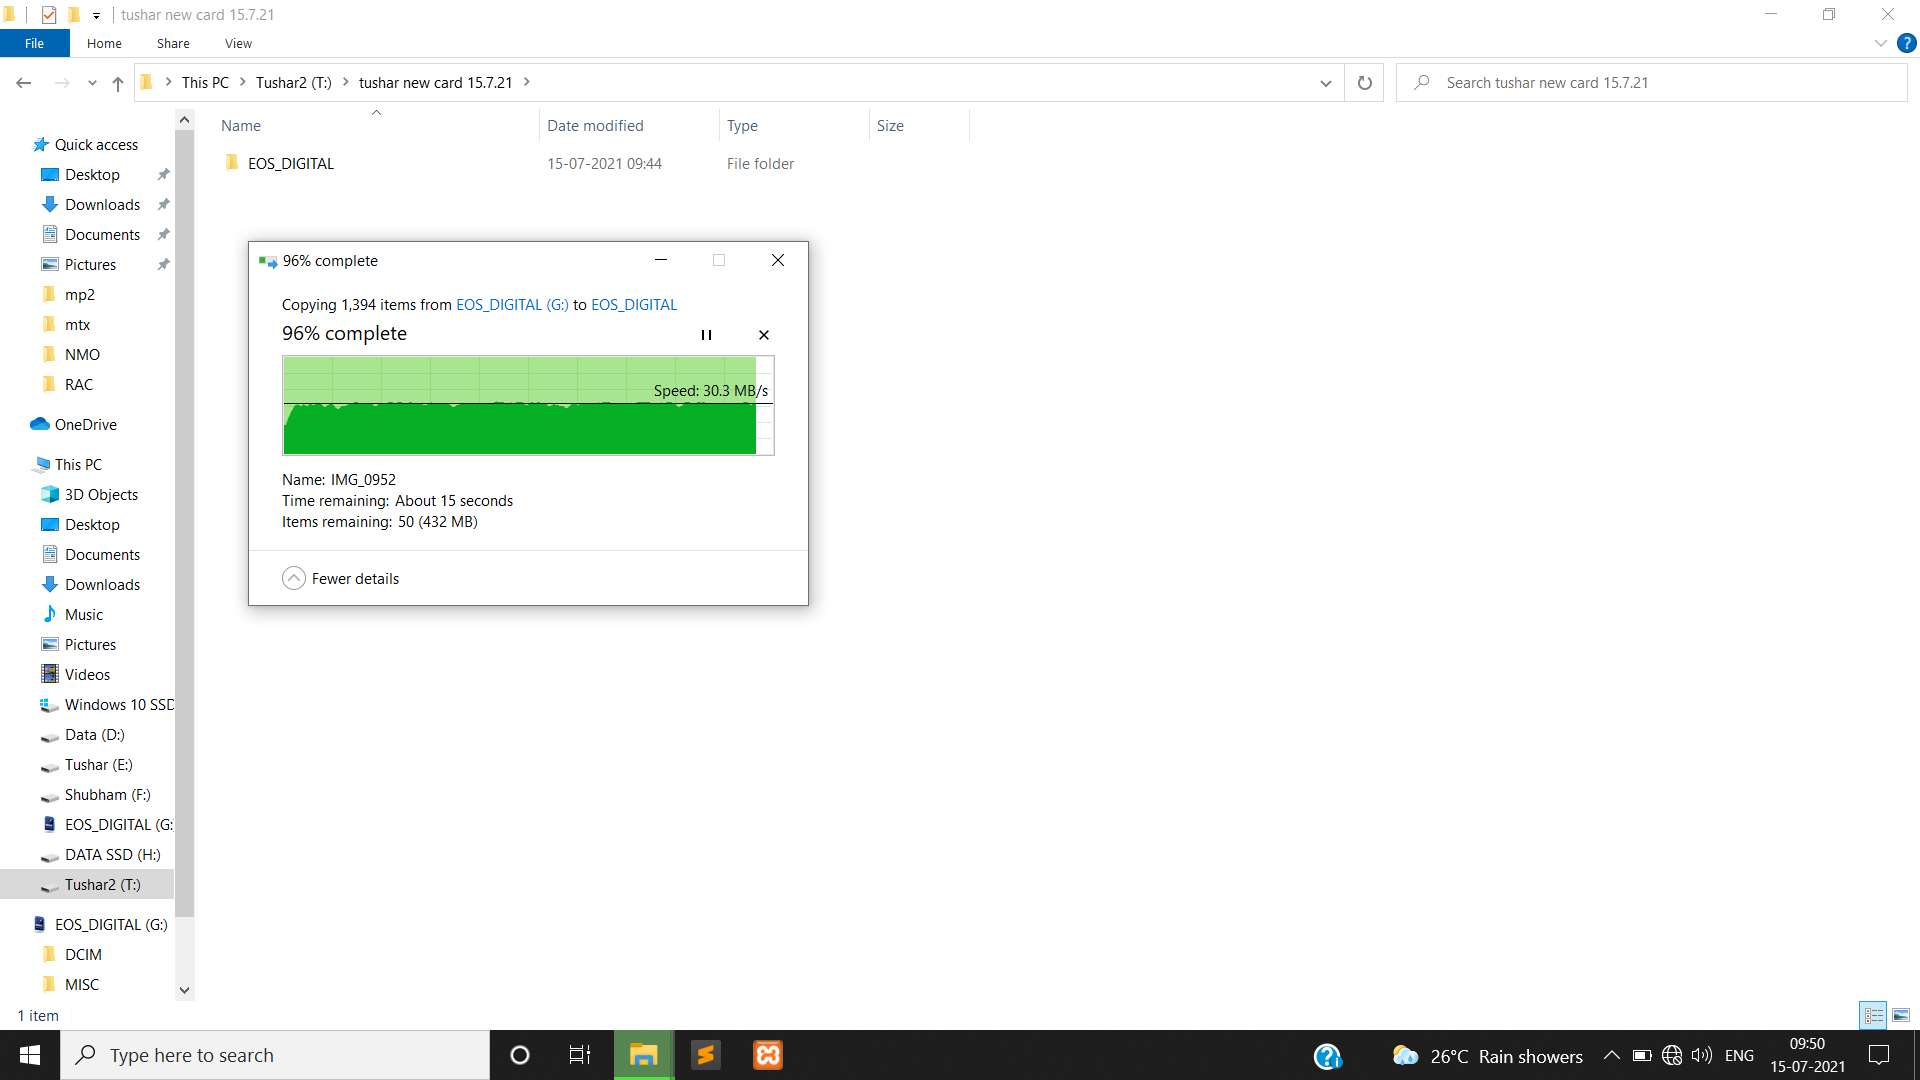 tushar new card 15.7.21
File Home Share View
This PC Tushar2 (T:) tushar new card 15.7.21
Search tushar new card 15.7.21
Name Date modified Type Size
EOS_DIGITAL 15-07-2021 09:44 File folder
Quick access
Desktop
Downloads
Documents
Pictures
mp2
mtx
NMO
RAC
OneDrive
This PC
3D Objects
Desktop
Documents
Downloads
Music
Pictures
Videos
Windows 10 SSD
Data (D:)
Tushar (E:)
Shubham (F:)
EOS_DIGITAL (G:
DATA SSD (H:)
Tushar2 (T:)
EOS_DIGITAL (G:)
DCIM
MISC
96% complete
Copying 1,394 items from EOS_DIGITAL (G:) to EOS_DIGITAL
96% complete
Speed: 30.3 MB/s
Name: IMG_0952
Time remaining: About 15 seconds
Items remaining: 50 (432 MB)
Fewer details
1 item
Type here to search
26°C Rain showers
ENG
09:50
15-07-2021